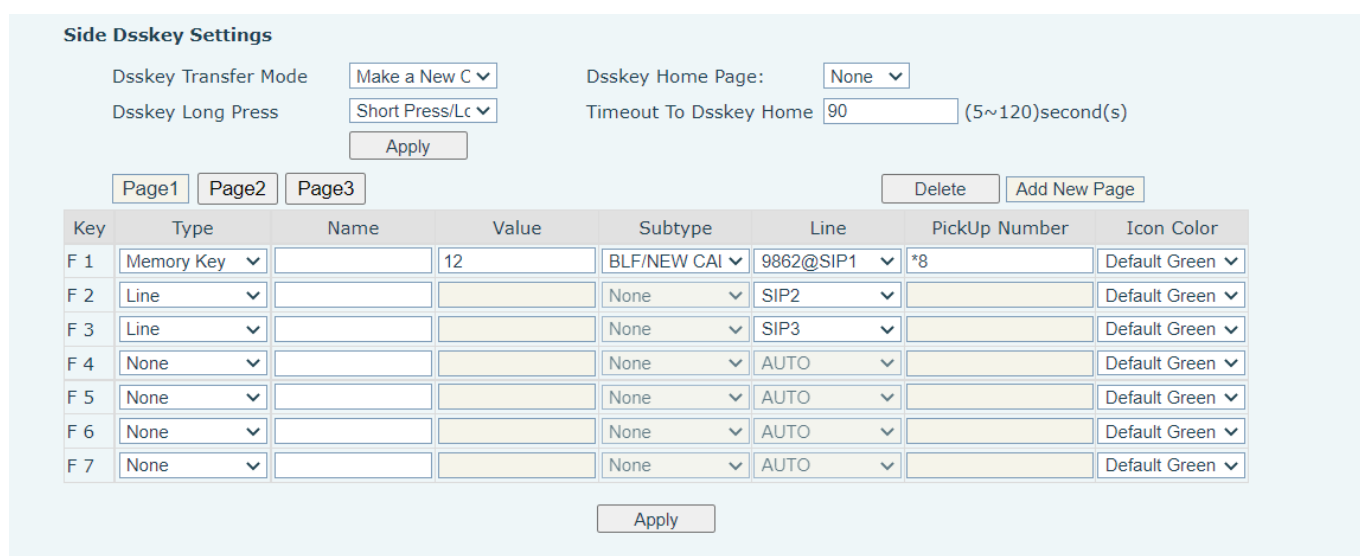 Side Dsskey Settings
Dsskey Transfer Mode Make a New C Dsskey Home Page: None
Dsskey Long Press Short Press/Lc Timeout To Dsskey Home 90 (5~120)second(s)
Apply
Page1 Page2 Page3 Delete Add New Page
Key Type Name Value Subtype Line PickUp Number Icon Color
F 1 Memory Key 12 BLF/NEW CAI 9862@SIP1 *8 Default Green
F 2 Line None SIP2 Default Green
F 3 Line None SIP3 Default Green
F 4 None None AUTO Default Green
F 5 None None AUTO Default Green
F 6 None None AUTO Default Green
F 7 None None AUTO Default Green
Apply